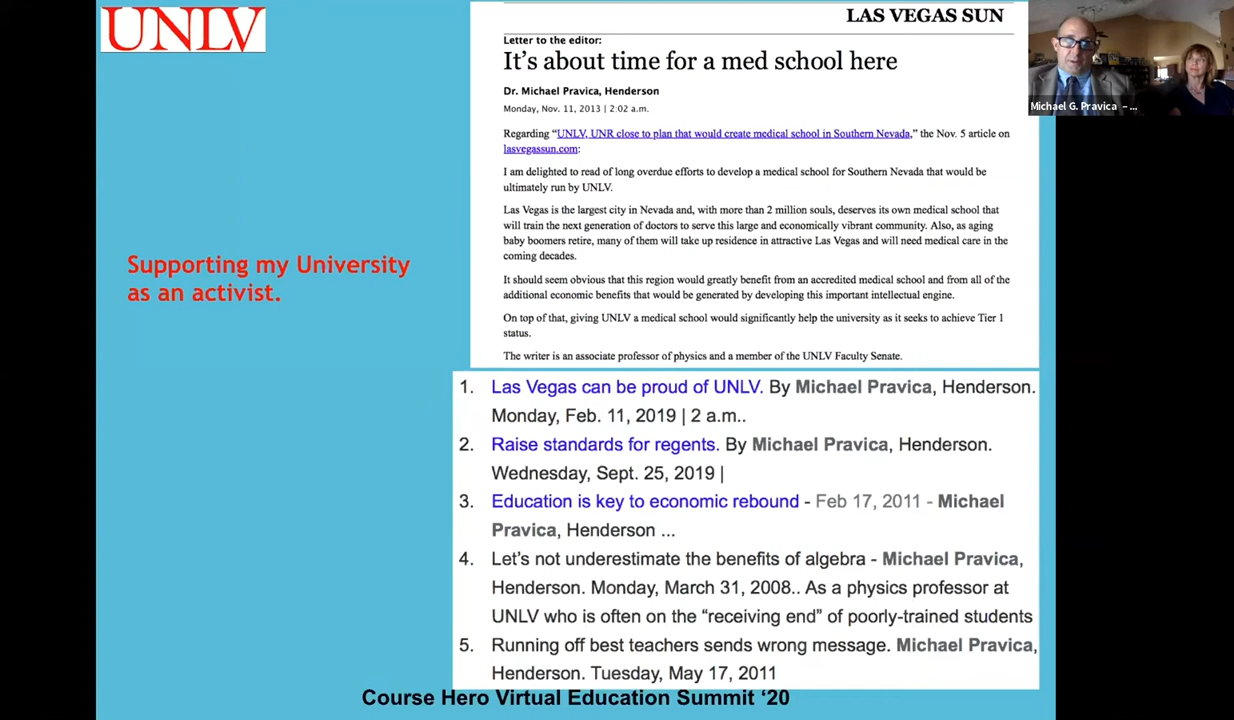 UNLV
LAS VEGAS SUN
Letter to the editor:
It's about time for a med school here
Dr. Michael Pravica, Henderson
Monday, Nov. 11, 2013 | 2:02 a.m.
Regarding “UNLV, UNR close to plan that would create medical school in Southern Nevada,” the Nov. 5 article on
lasvegassun.com:
I am delighted to read of long overdue efforts to develop a medical school for Southern Nevada that would be
ultimately run by UNLV.
Las Vegas is the largest city in Nevada and, with more than 2 million souls, deserves its own medical school that
will train the next generation of doctors to serve this large and economically vibrant community. Also, as aging
baby boomers retire, many of them will take up residence in attractive Las Vegas and will need medical care in the
coming decades.
It should seem obvious that this region would greatly benefit from an accredited medical school and from all of the
additional economic benefits that would be generated by developing this important intellectual engine.
On top of that, giving UNLV a medical school would significantly help the university as it seeks to achieve Tier 1
status.
The writer is an associate professor of physics and a member of the UNLV Faculty Senate.
Michael G. Pravica – ...
Supporting my University
as an activist.
1. Las Vegas can be proud of UNLV. By Michael Pravica, Henderson.
Monday, Feb. 11, 2019 | 2 a.m..
2. Raise standards for regents. By Michael Pravica, Henderson.
Wednesday, Sept. 25, 2019 |
3. Education is key to economic rebound - Feb 17, 2011 - Michael
Pravica, Henderson ...
4. Let's not underestimate the benefits of algebra - Michael Pravica,
Henderson. Monday, March 31, 2008.. As a physics professor at
UNLV who is often on the “receiving end” of poorly-trained students
5. Running off best teachers sends wrong message. Michael Pravica,
Henderson. Tuesday, May 17, 2011
Course Hero Virtual Education Summit ‘20